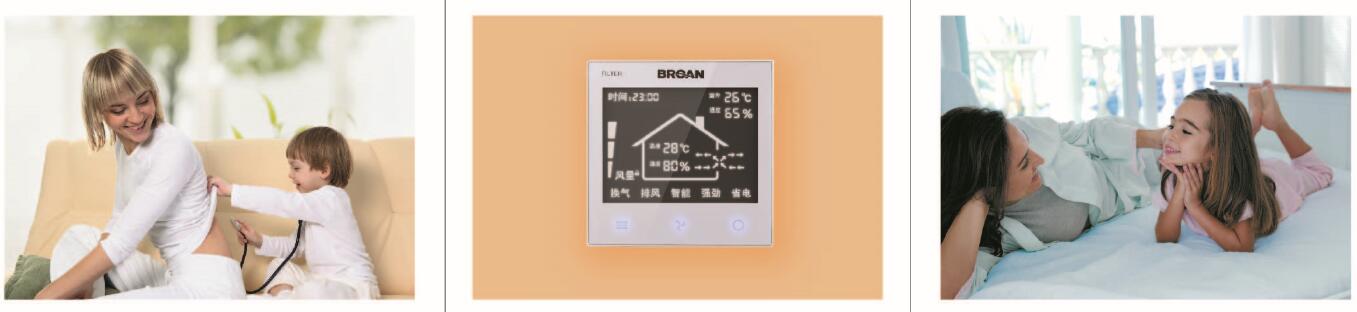 FILTER
BROAN
时间:23:00
室外 26℃
湿度 65%
温度 28℃
湿度 80%
风量
换气 排风 智能 强劲 省电